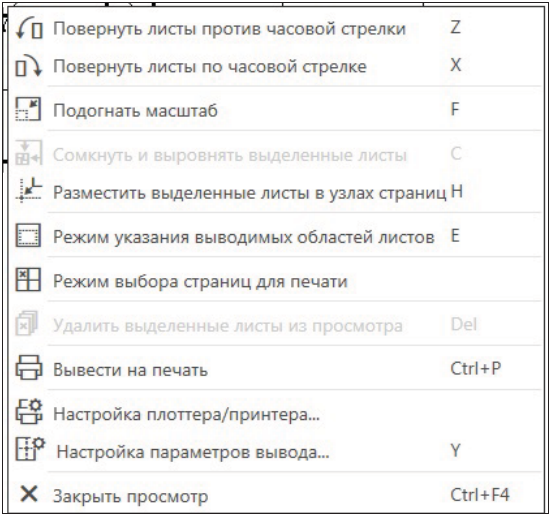 Повернуть листы против часовой стрелки Z
Повернуть листы по часовой стрелке X
Подогнать масштаб F
Сомкнуть и выровнять выделенные листы C
Разместить выделенные листы в узлах страниц H
Режим указания выводимых областей листов E
Режим выбора страниц для печати
Удалить выделенные листы из просмотра Del
Вывести на печать Ctrl+P
Настройка плоттера/принтера...
Настройка параметров вывода... Y
Закрыть просмотр Ctrl+F4